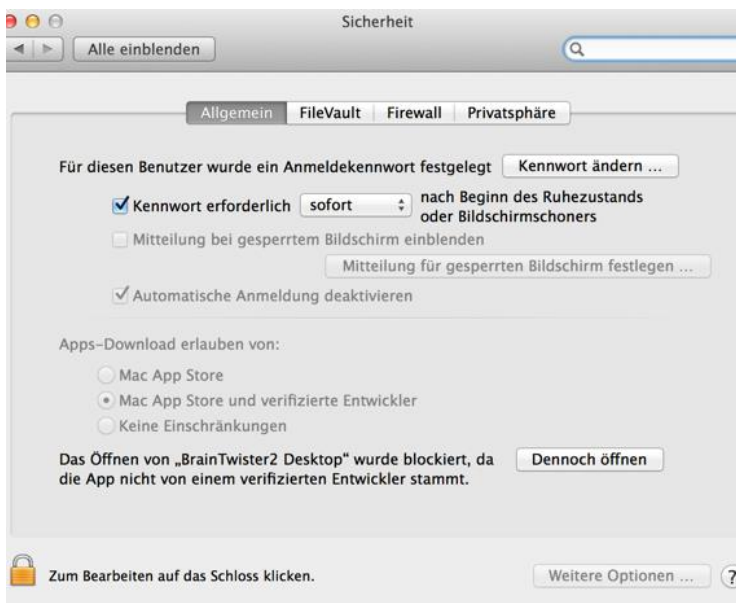 Sicherheit
Alle einblenden
Allgemein FileVault Firewall Privatsphäre
Für diesen Benutzer wurde ein Anmeldekennwort festgelegt Kennwort ändern ...
Kennwort erforderlich sofort nach Beginn des Ruhezustands
oder Bildschirmschoners
Mitteilung bei gesperrtem Bildschirm einblenden
Mitteilung für gesperrten Bildschirm festlegen ...
Automatische Anmeldung deaktivieren
Apps-Download erlauben von:
Mac App Store
Mac App Store und verifizierte Entwickler
Keine Einschränkungen
Das Öffnen von „BrainTwister2 Desktop“ wurde blockiert, da Dennoch öffnen
die App nicht von einem verifizierten Entwickler stammt.
Zum Bearbeiten auf das Schloss klicken. Weitere Optionen ... ?